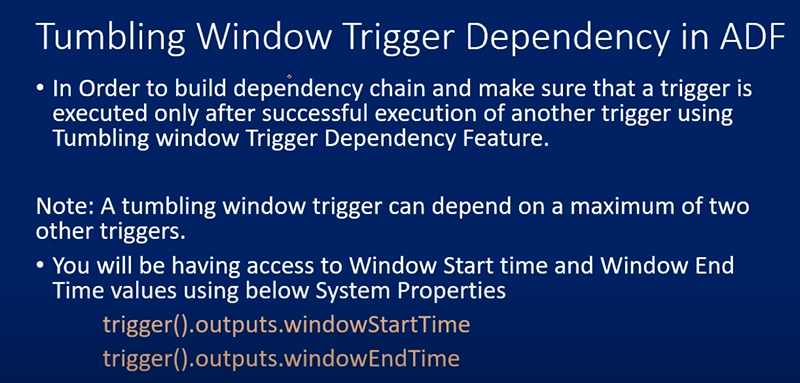 Tumbling Window Trigger Dependency in ADF
• In Order to build dependency chain and make sure that a trigger is
executed only after successful execution of another trigger using
Tumbling window Trigger Dependency Feature.
Note: A tumbling window trigger can depend on a maximum of two
other triggers.
• You will be having access to Window Start time and Window End
Time values using below System Properties
trigger().outputs.windowStartTime
trigger().outputs.windowEndTime